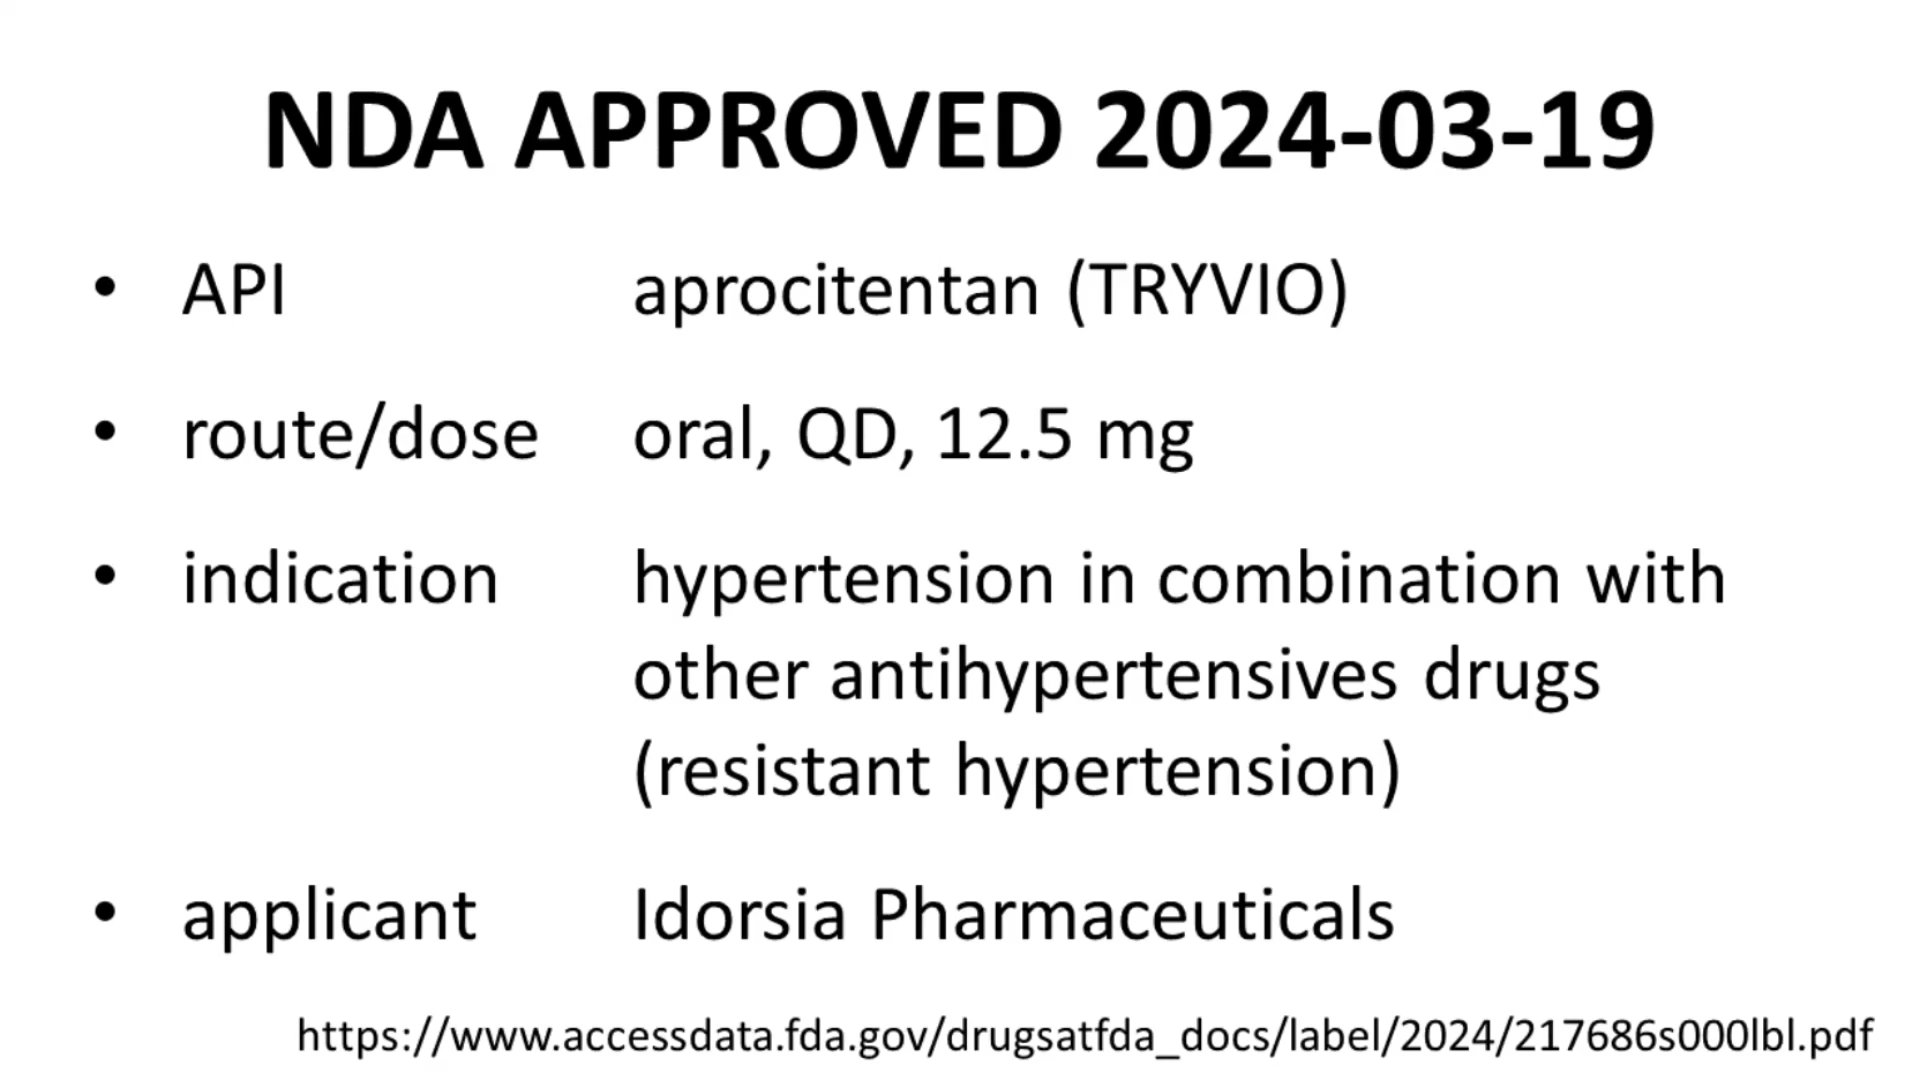 NDA APPROVED 2024-03-19
• API aprocitentan (TRYVIO)
• route/dose oral, QD, 12.5 mg
• indication hypertension in combination with
other antihypertensives drugs
(resistant hypertension)
• applicant Idorsia Pharmaceuticals
https://www.accessdata.fda.gov/drugsatfda_docs/label/2024/217686s000lbl.pdf